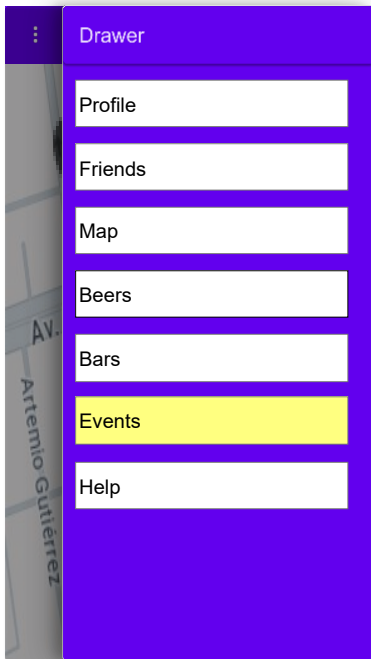 Drawer
Profile
Friends
Map
Beers
Bars
Events
Help
Av.
Artemio Gutiérrez